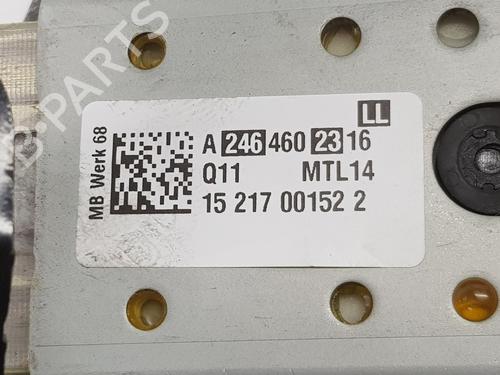 LL
MB Werk 68
A 246 460 23 16
Q11 MTL14
15 217 00152 2
B-PARTS